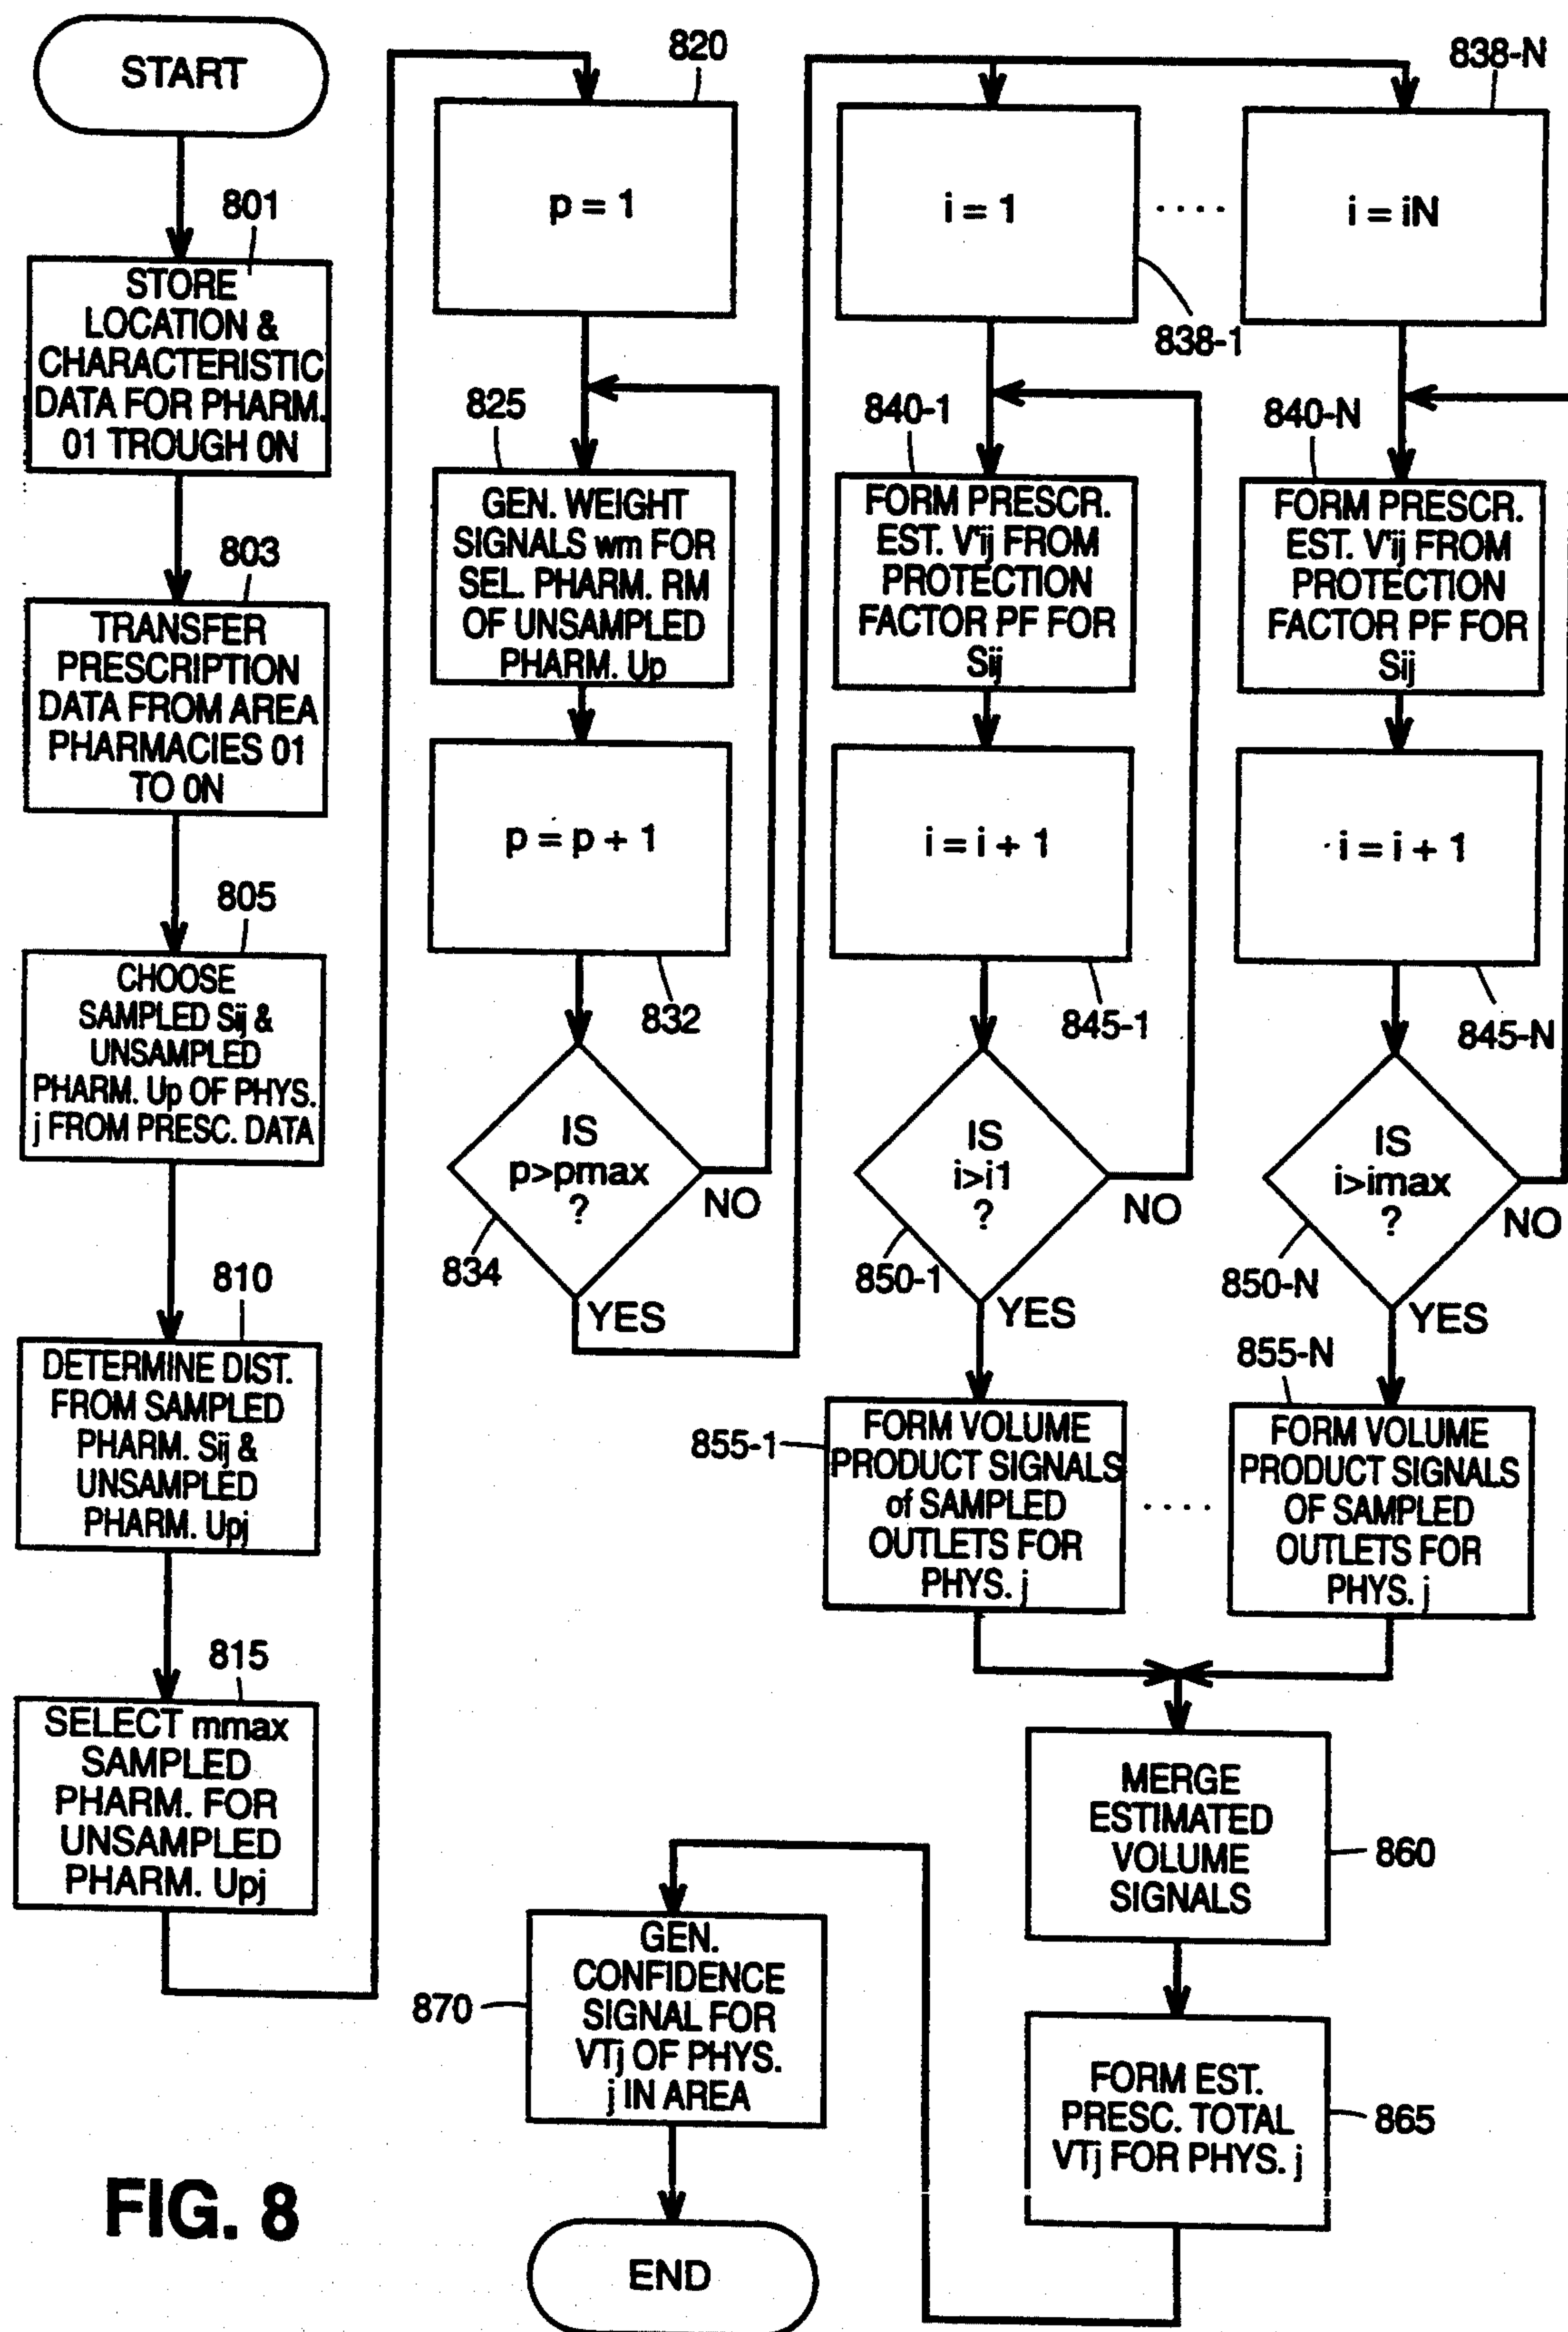 START
801
STORE
LOCATION &
CHARACTERISTIC
DATA FOR PHARM.
01 TROUGH 0N
803
TRANSFER
PRESCRIPTION
DATA FROM AREA
PHARMACIES 01
TO 0N
805
CHOOSE
SAMPLED Sij &
UNSAMPLED
PHARM. Up OF PHYS.
j FROM PRESC. DATA
810
DETERMINE DIST.
FROM SAMPLED
PHARM. Sij &
UNSAMPLED
PHARM. Upj
815
SELECT mmax
SAMPLED
PHARM. FOR
UNSAMPLED
PHARM. Upj
820
p = 1
825
GEN. WEIGHT
SIGNALS wm FOR
SEL. PHARM. RM
OF UNSAMPLED
PHARM. Up
p = p + 1
832
IS
p>pmax
?
NO
834
YES
i = 1
838-1
840-1
FORM PRESCR.
EST. V'ij FROM
PROTECTION
FACTOR PF FOR
Sij
i = i + 1
845-1
IS
i>i1
?
NO
850-1
YES
855-1
FORM VOLUME
PRODUCT SIGNALS
of SAMPLED
OUTLETS FOR
PHYS. j
....
838-N
i = iN
840-N
FORM PRESCR.
EST. V'ij FROM
PROTECTION
FACTOR PF FOR
Sij
i = i + 1
845-N
IS
i>imax
?
NO
850-N
YES
855-N
FORM VOLUME
PRODUCT SIGNALS
OF SAMPLED
OUTLETS FOR
PHYS. j
....
MERGE
ESTIMATED
VOLUME
SIGNALS
860
FORM EST.
PRESC. TOTAL
VTj FOR PHYS. j
865
GEN.
CONFIDENCE
SIGNAL FOR
VTj OF PHYS.
j IN AREA
870
END
FIG. 8